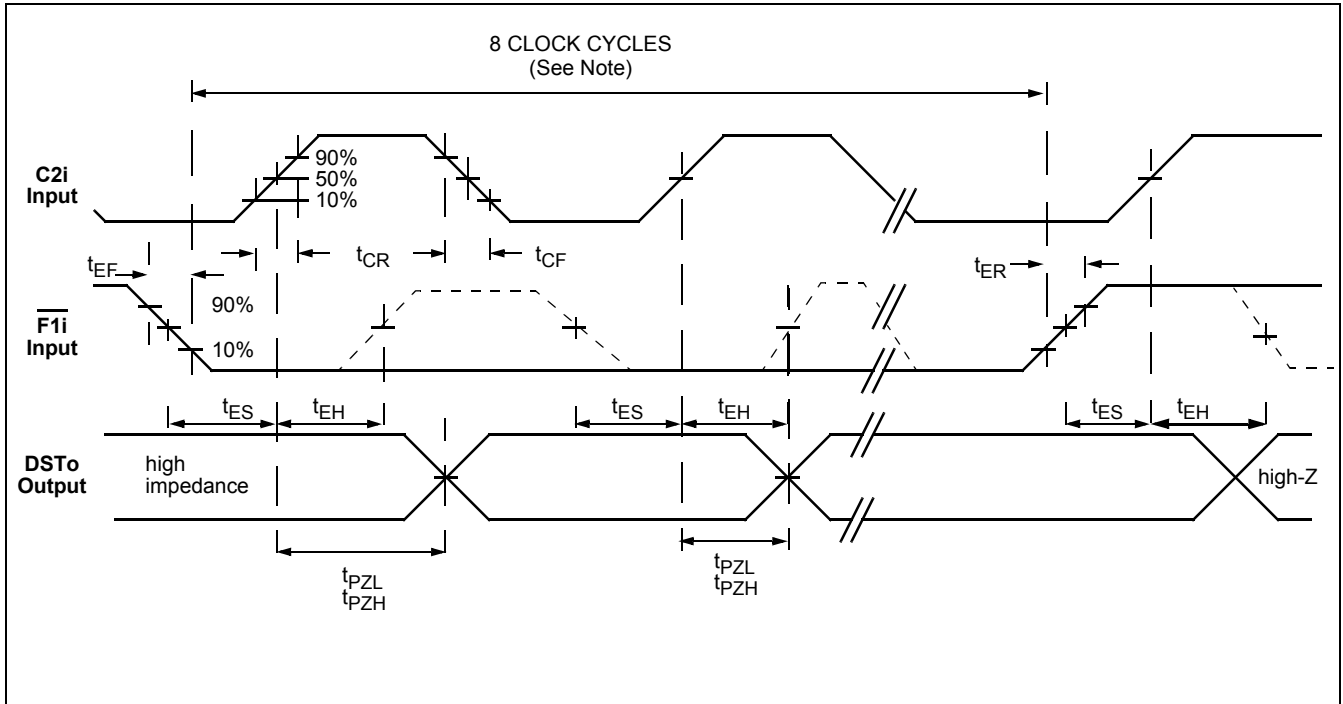 8 CLOCK CYCLES
(See Note)
C2i
Input
90%
50%
10%
tEF
tCR
tCF
tER
F1i
Input
90%
10%
tES
tEH
tES
tEH
tES
tEH
DSTo
Output
high
impedance
high-Z
tPZL
tPZH
tPZL
tPZH